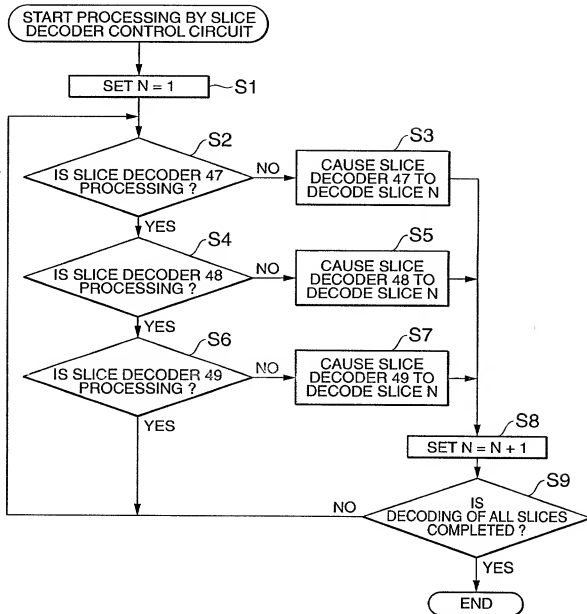 START PROCESSING BY SLICE
DECODER CONTROL CIRCUIT
SET N = 1
S1
S2
IS SLICE DECODER 47
PROCESSING ?
NO
YES
S3
CAUSE SLICE
DECODER 47 TO
DECODE SLICE N
S4
IS SLICE DECODER 48
PROCESSING ?
NO
YES
S5
CAUSE SLICE
DECODER 48 TO
DECODE SLICE N
S6
IS SLICE DECODER 49
PROCESSING ?
NO
YES
S7
CAUSE SLICE
DECODER 49 TO
DECODE SLICE N
S8
SET N = N + 1
S9
IS
DECODING OF ALL SLICES
COMPLETED ?
NO
YES
END